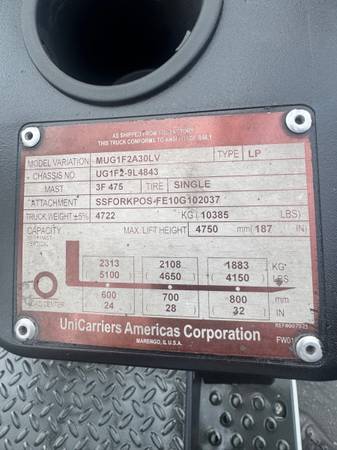 AS SHIPPED FROM FACTORY
THIS TRUCK CONFORMS TO ANSI
MODEL VARIATION MUG1F2A30LV TYPE LP
CHASSIS NO. UG1F2-9L4843
MAST 3F 475 TIRE SINGLE
ATTACHMENT SSFORKPOS-FE10G102037
TRUCK WEIGHT ±5% 4722 KG 10385 LBS)
CAPACITY MAX. LIFT HEIGHT 4750 mm 187 IN)
2313 2108 1883 KG
5100 4650 4150 LBS
600 700 800 mm
LOAD CENTER 24 28 32 IN
UniCarriers Americas Corporation
MARENGO, IL U.S.A.